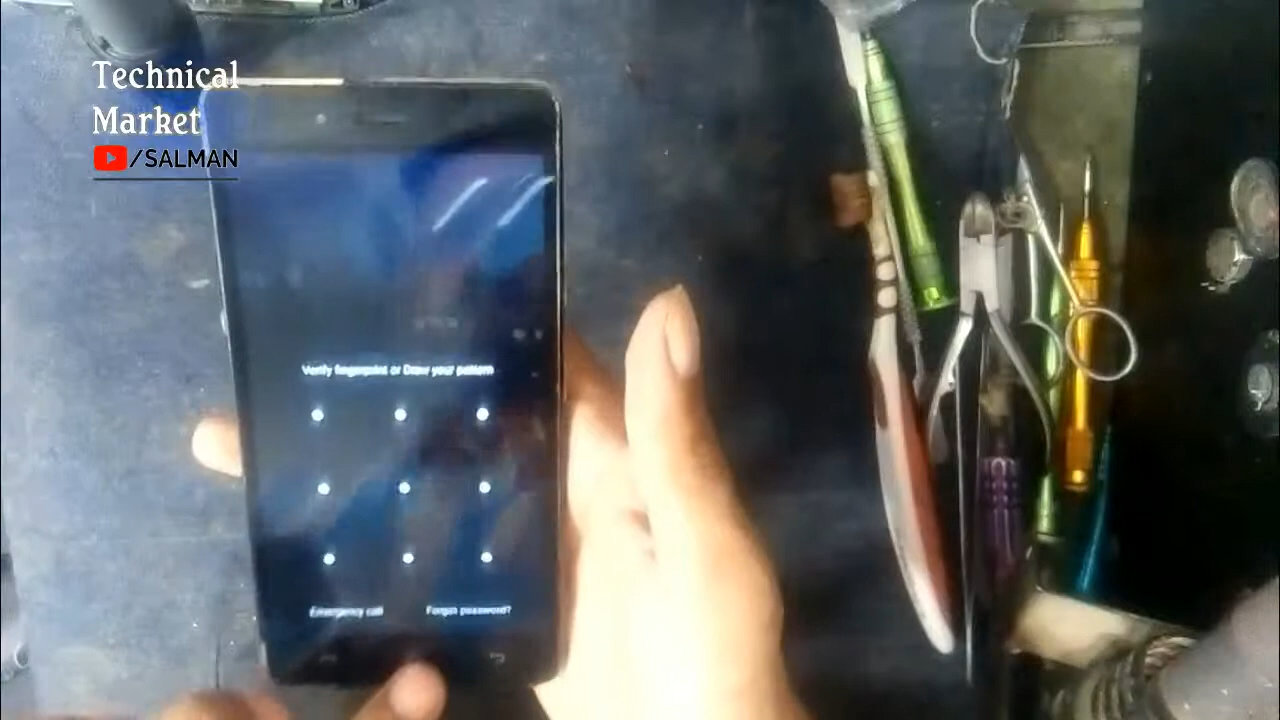 Technical
Market
/SALMAN
Verify fingerprint or Draw your pattern
Emergency call
Forgot password?